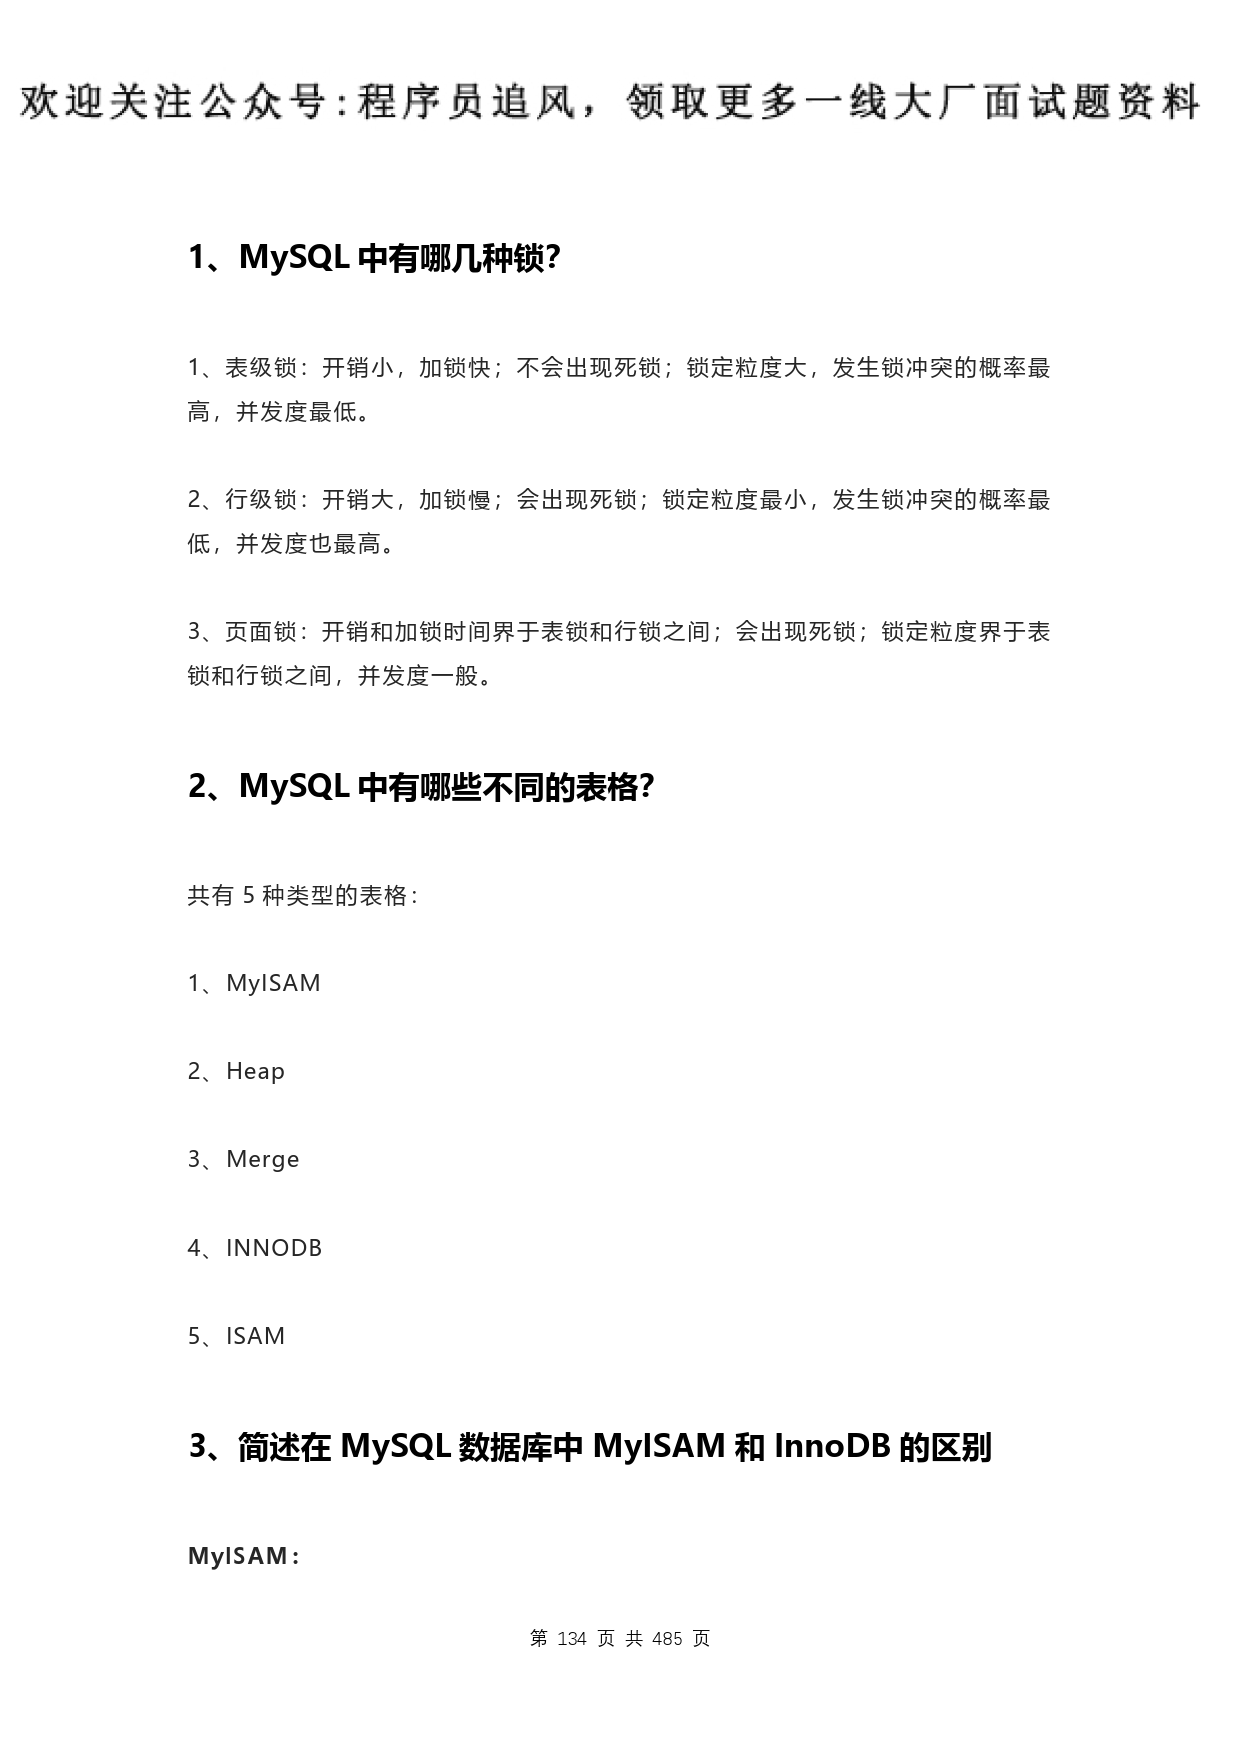 欢迎关注公众号:程序员追风，领取更多一线大厂面试题资料
1、MySQL 中有哪几种锁？
1、表级锁：开销小，加锁快；不会出现死锁；锁定粒度大，发生锁冲突的概率最
高，并发度最低。
2、行级锁：开销大，加锁慢；会出现死锁；锁定粒度最小，发生锁冲突的概率最
低，并发度也最高。
3、页面锁：开销和加锁时间界于表锁和行锁之间；会出现死锁；锁定粒度界于表
锁和行锁之间，并发度一般。
2、MySQL 中有哪些不同的表格？
共有 5 种类型的表格：
1、MyISAM
2、Heap
3、Merge
4、INNODB
5、ISAM
3、简述在 MySQL 数据库中 MyISAM 和 InnoDB 的区别
MyISAM：
第 134 页 共 485 页